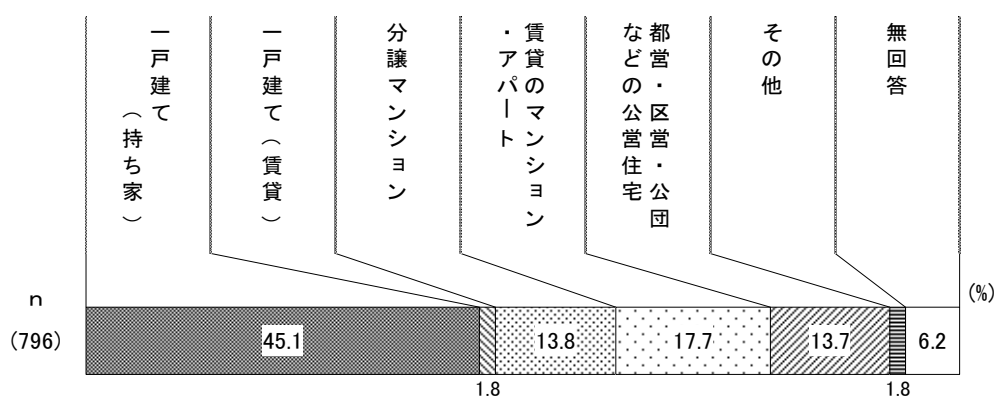 一戸建て
（持ち家）
一戸建て（賃貸）
分譲マンション
賃貸のマンション
・アパート
都営・区営・公団
などの公営住宅
その他
無回答
n
(%)
(796)
45.1
13.8
17.7
13.7
6.2
1.8
1.8